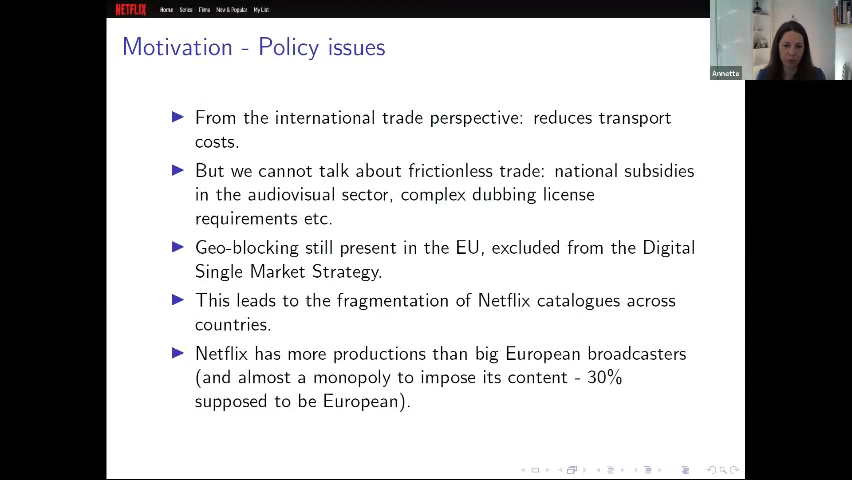 NETFLIX Home Series Films New & Popular My List
Motivation - Policy issues
Annette
From the international trade perspective: reduces transport
costs.
But we cannot talk about frictionless trade: national subsidies
in the audiovisual sector, complex dubbing license
requirements etc.
Geo-blocking still present in the EU, excluded from the Digital
Single Market Strategy.
This leads to the fragmentation of Netflix catalogues across
countries.
Netflix has more productions than big European broadcasters
(and almost a monopoly to impose its content - 30%
supposed to be European).